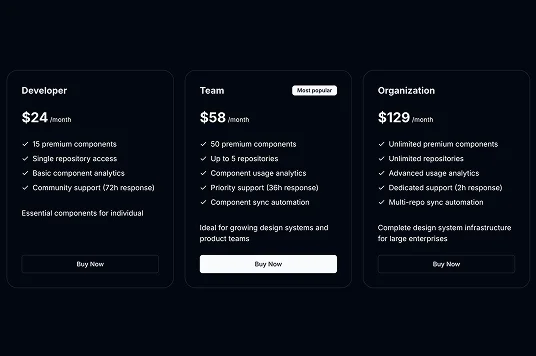 Developer
$24 /month
15 premium components
Single repository access
Basic component analytics
Community support (72h response)
Essential components for individual
Buy Now
Team
Most popular
$58 /month
50 premium components
Up to 5 repositories
Component usage analytics
Priority support (36h response)
Component sync automation
Ideal for growing design systems and
product teams
Buy Now
Organization
$129 /month
Unlimited premium components
Unlimited repositories
Advanced usage analytics
Dedicated support (2h response)
Multi-repo sync automation
Complete design system infrastructure
for large enterprises
Buy Now